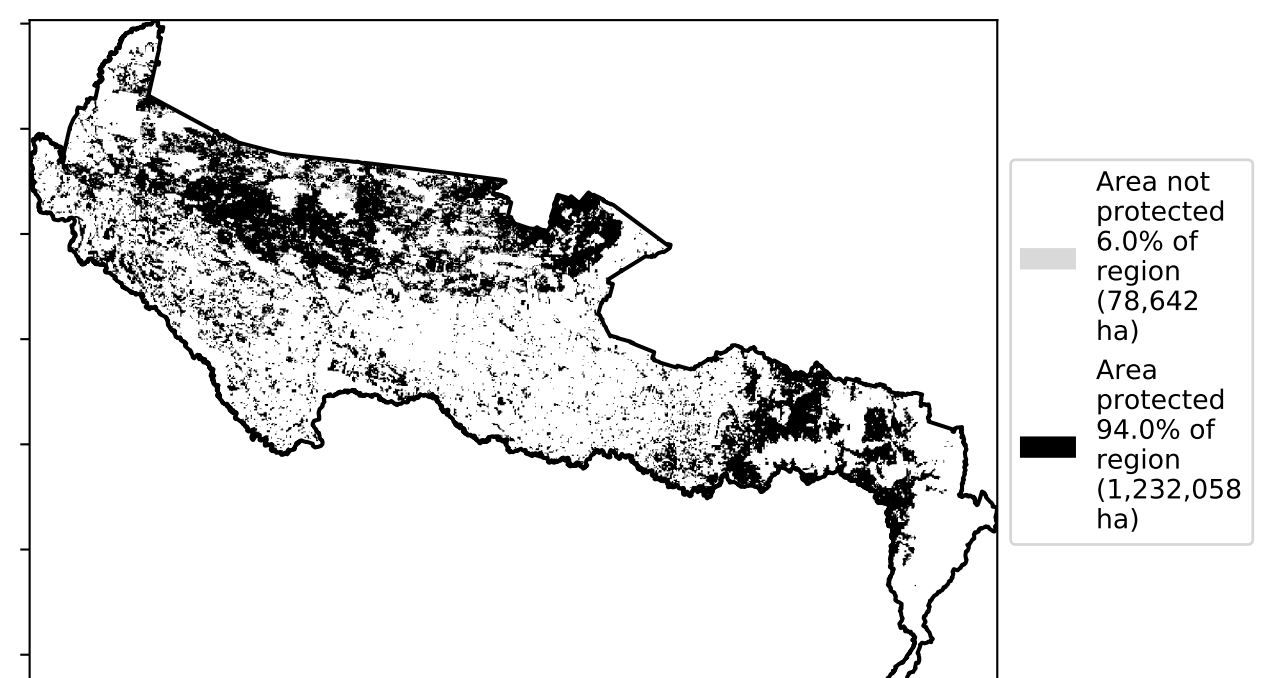 Area not
protected
6.0% of
region
(78,642
ha)
Area
protected
94.0% of
region
(1,232,058
ha)